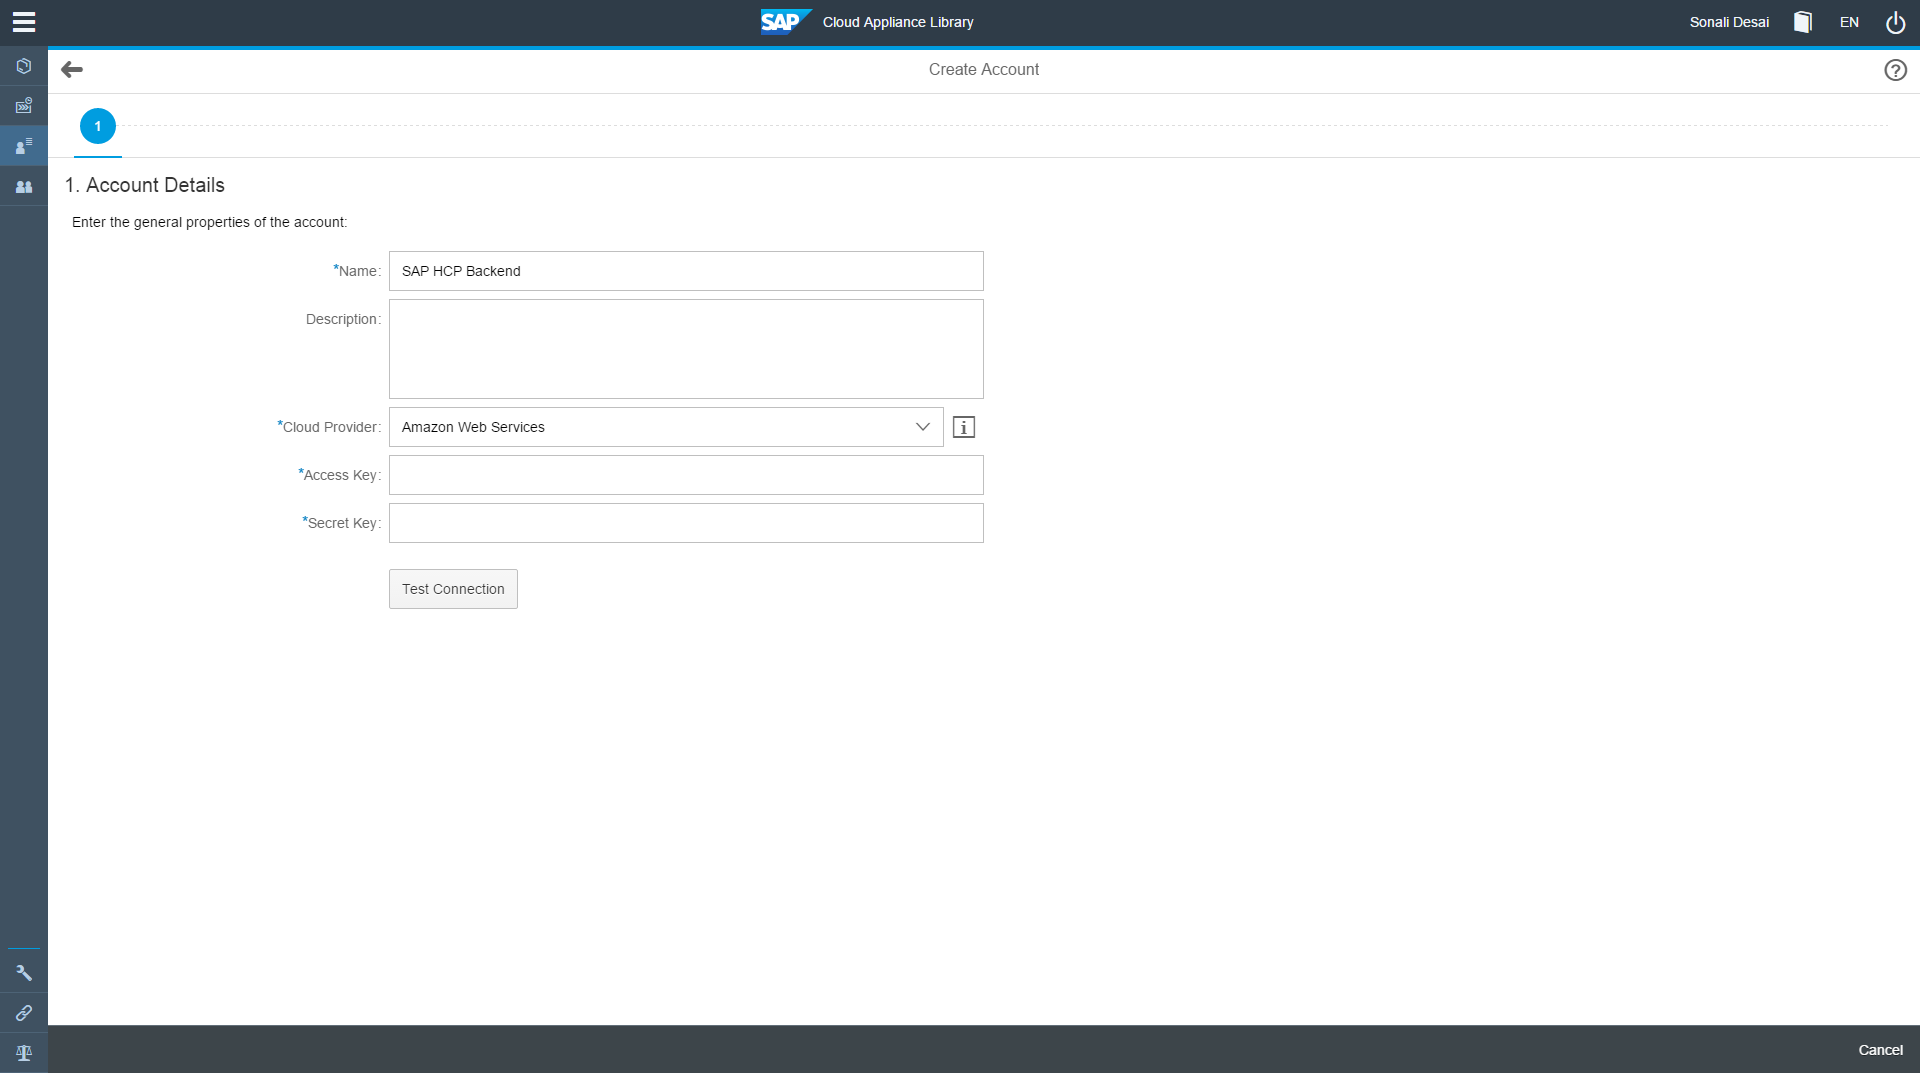 SAP Cloud Appliance Library
Sonali Desai
EN
Create Account
1
1. Account Details
Enter the general properties of the account:
*Name: SAP HCP Backend
Description:
*Cloud Provider: Amazon Web Services
*Access Key:
*Secret Key:
Test Connection
Cancel